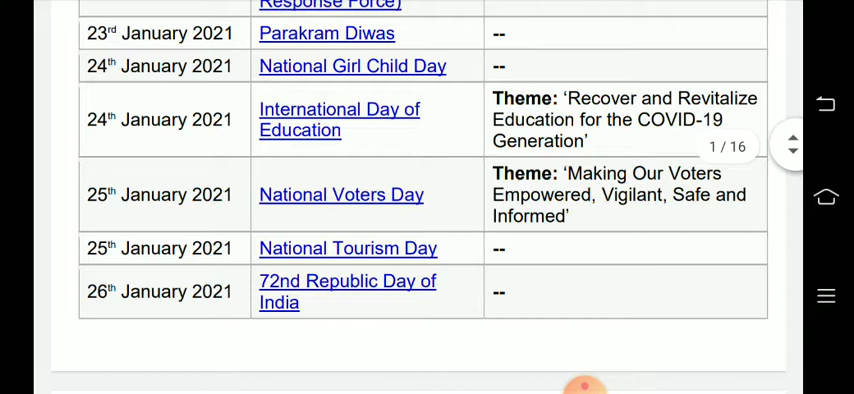 Response Force)
23rd January 2021 Parakram Diwas --
24th January 2021 National Girl Child Day --
24th January 2021 International Day of Education Theme: ‘Recover and Revitalize Education for the COVID-19 Generation’
1 / 16
25th January 2021 National Voters Day Theme: ‘Making Our Voters Empowered, Vigilant, Safe and Informed’
25th January 2021 National Tourism Day --
26th January 2021 72nd Republic Day of India --